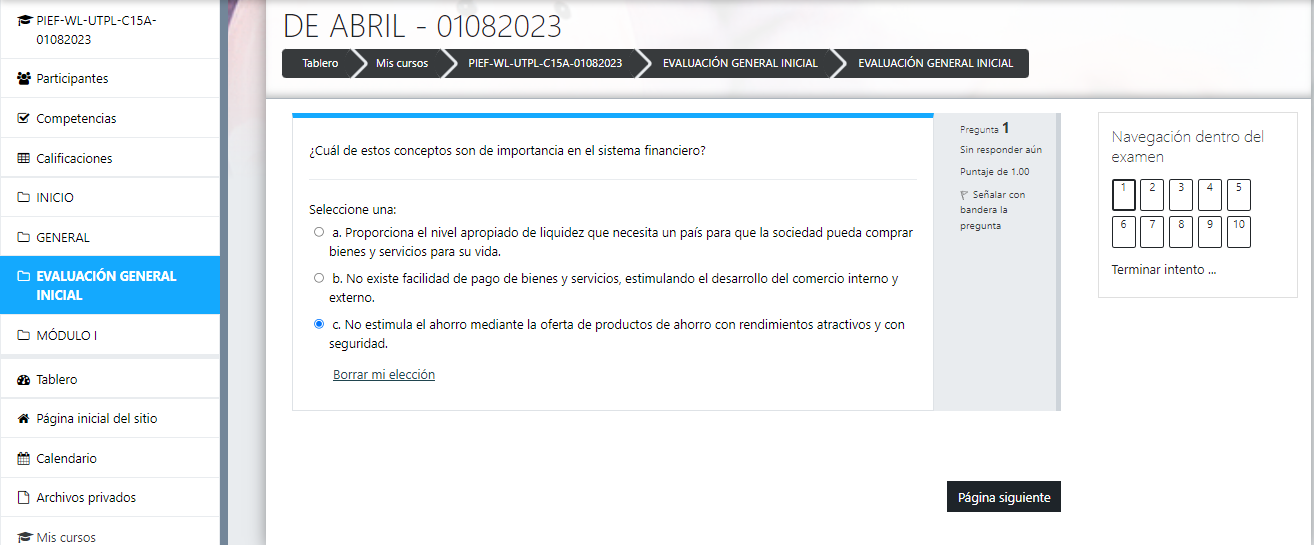 PIEF-WL-UTPL-C15A-
01082023
Participantes
Competencias
Calificaciones
INICIO
GENERAL
EVALUACIÓN GENERAL
INICIAL
MÓDULO I
Tablero
Página inicial del sitio
Calendario
Archivos privados
Mis cursos
DE ABRIL - 01082023
Tablero
Mis cursos
PIEF-WL-UTPL-C15A-01082023
EVALUACIÓN GENERAL INICIAL
EVALUACIÓN GENERAL INICIAL
¿Cuál de estos conceptos son de importancia en el sistema financiero?
Seleccione una:
a. Proporciona el nivel apropiado de liquidez que necesita un país para que la sociedad pueda comprar
bienes y servicios para su vida.
b. No existe facilidad de pago de bienes y servicios, estimulando el desarrollo del comercio interno y
externo.
c. No estimula el ahorro mediante la oferta de productos de ahorro con rendimientos atractivos y con
seguridad.
Borrar mi elección
Pregunta 1
Sin responder aún
Puntaje de 1.00
Señalar con
bandera la
pregunta
Página siguiente
Navegación dentro del
examen
1 2 3 4 5
6 7 8 9 10
Terminar intento ...